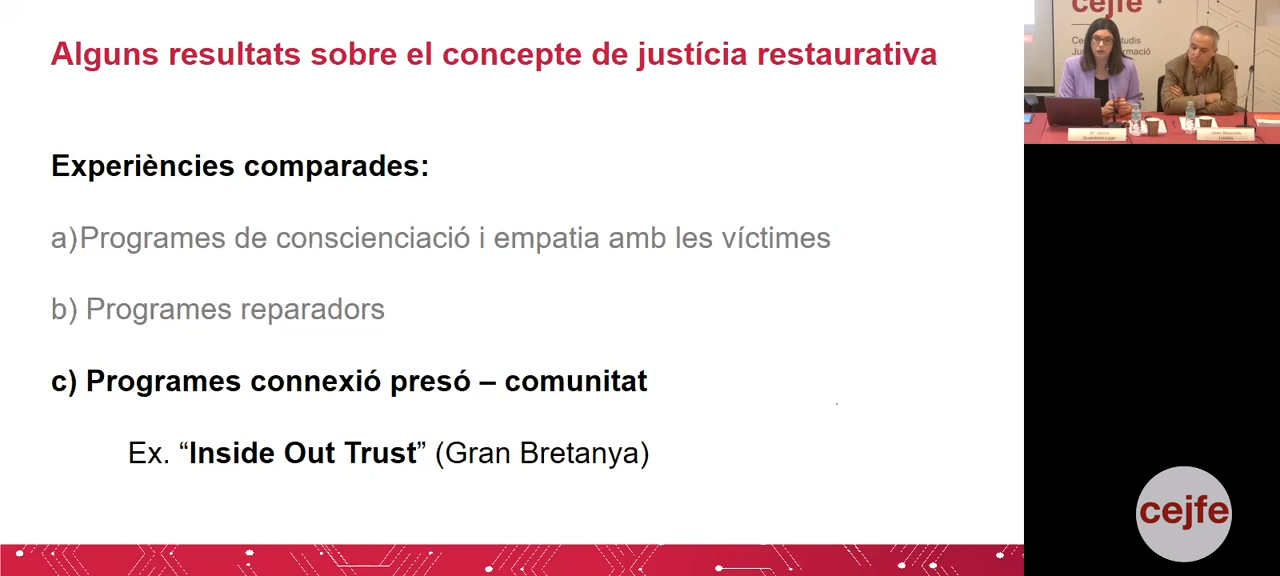 Alguns resultats sobre el concepte de justícia restaurativa
Experiències comparades:
a)Programes de conscienciació i empatia amb les víctimes
b) Programes reparadors
c) Programes connexió presó – comunitat
Ex. “Inside Out Trust” (Gran Bretanya)
cejfe
cejfe